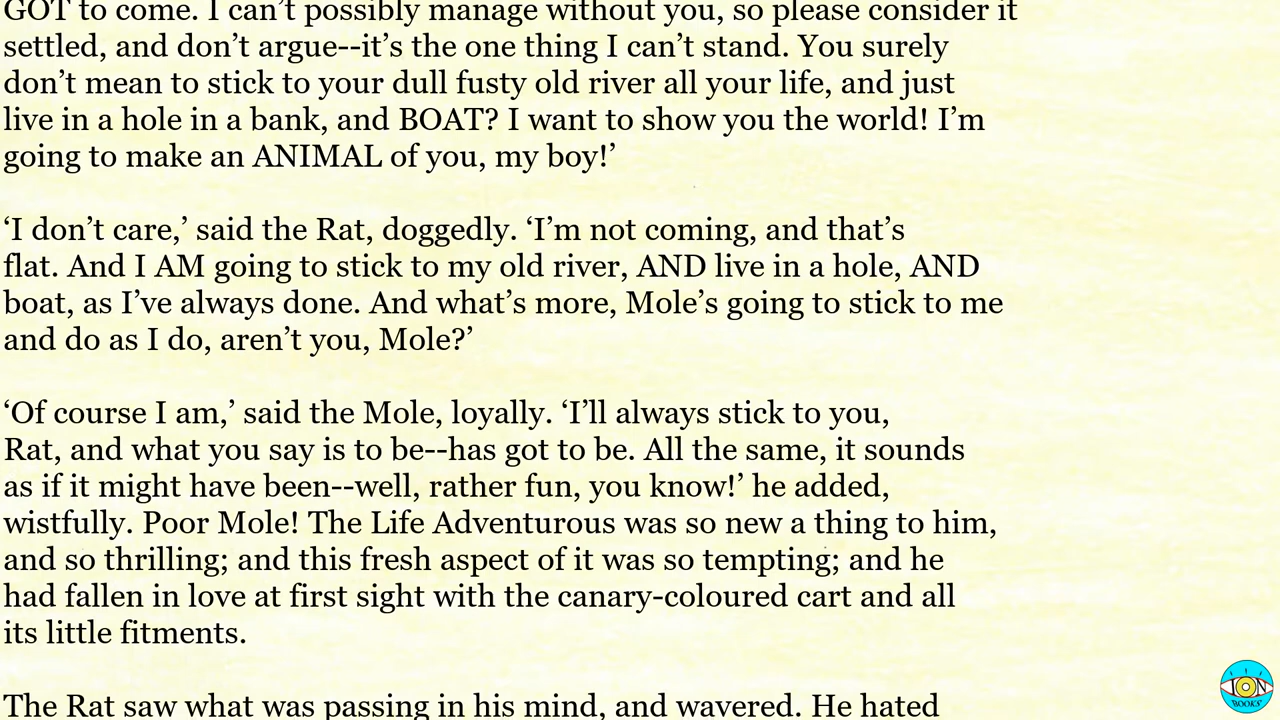 GOT to come. I can’t possibly manage without you, so please consider it
settled, and don’t argue--it’s the one thing I can’t stand. You surely
don’t mean to stick to your dull fusty old river all your life, and just
live in a hole in a bank, and BOAT? I want to show you the world! I’m
going to make an ANIMAL of you, my boy!’
‘I don’t care,’ said the Rat, doggedly. ‘I’m not coming, and that’s
flat. And I AM going to stick to my old river, AND live in a hole, AND
boat, as I’ve always done. And what’s more, Mole’s going to stick to me
and do as I do, aren’t you, Mole?’
‘Of course I am,’ said the Mole, loyally. ‘I’ll always stick to you,
Rat, and what you say is to be--has got to be. All the same, it sounds
as if it might have been--well, rather fun, you know!’ he added,
wistfully. Poor Mole! The Life Adventurous was so new a thing to him,
and so thrilling; and this fresh aspect of it was so tempting; and he
had fallen in love at first sight with the canary-coloured cart and all
its little fitments.
The Rat saw what was passing in his mind, and wavered. He hated
ION
BOOKS